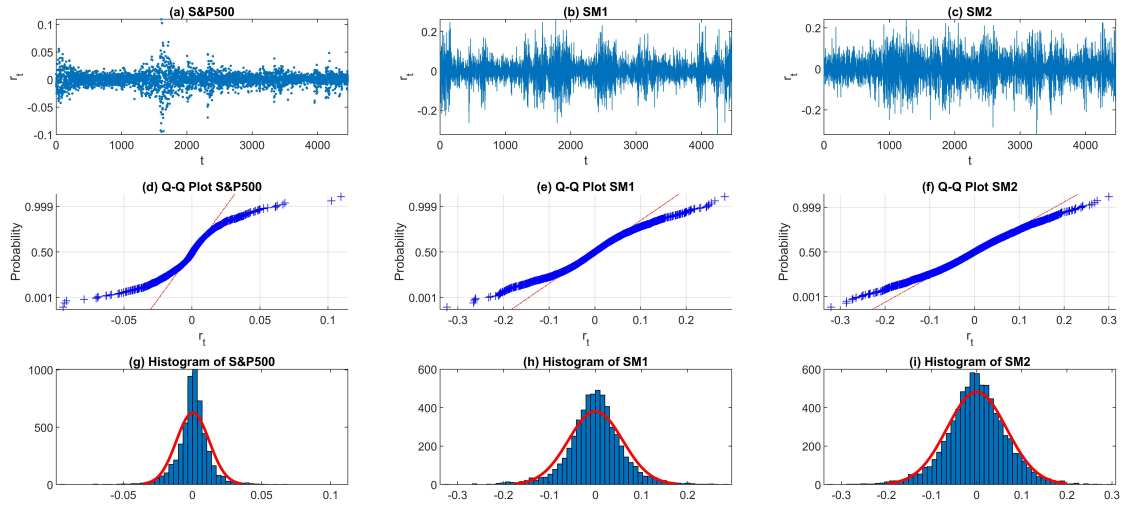 (a) S&P500
(b) SM1
(c) SM2
r_t
0.1
0.05
0
-0.05
-0.1
0 1000 2000 3000 4000
t
r_t
0.2
0
-0.2
0 1000 2000 3000 4000
t
r_t
0.2
0
-0.2
0 1000 2000 3000 4000
t
(d) Q-Q Plot S&P500
(e) Q-Q Plot SM1
(f) Q-Q Plot SM2
Probability
0.999
0.50
0.001
-0.05 0 0.05 0.1
r_t
Probability
0.999
0.50
0.001
-0.3 -0.2 -0.1 0 0.1 0.2
r_t
Probability
0.999
0.50
0.001
-0.3 -0.2 -0.1 0 0.1 0.2 0.3
r_t
(g) Histogram of S&P500
(h) Histogram of SM1
(i) Histogram of SM2
1000
500
0
-0.05 0 0.05 0.1
600
400
200
0
-0.3 -0.2 -0.1 0 0.1 0.2
600
400
200
0
-0.3 -0.2 -0.1 0 0.1 0.2 0.3